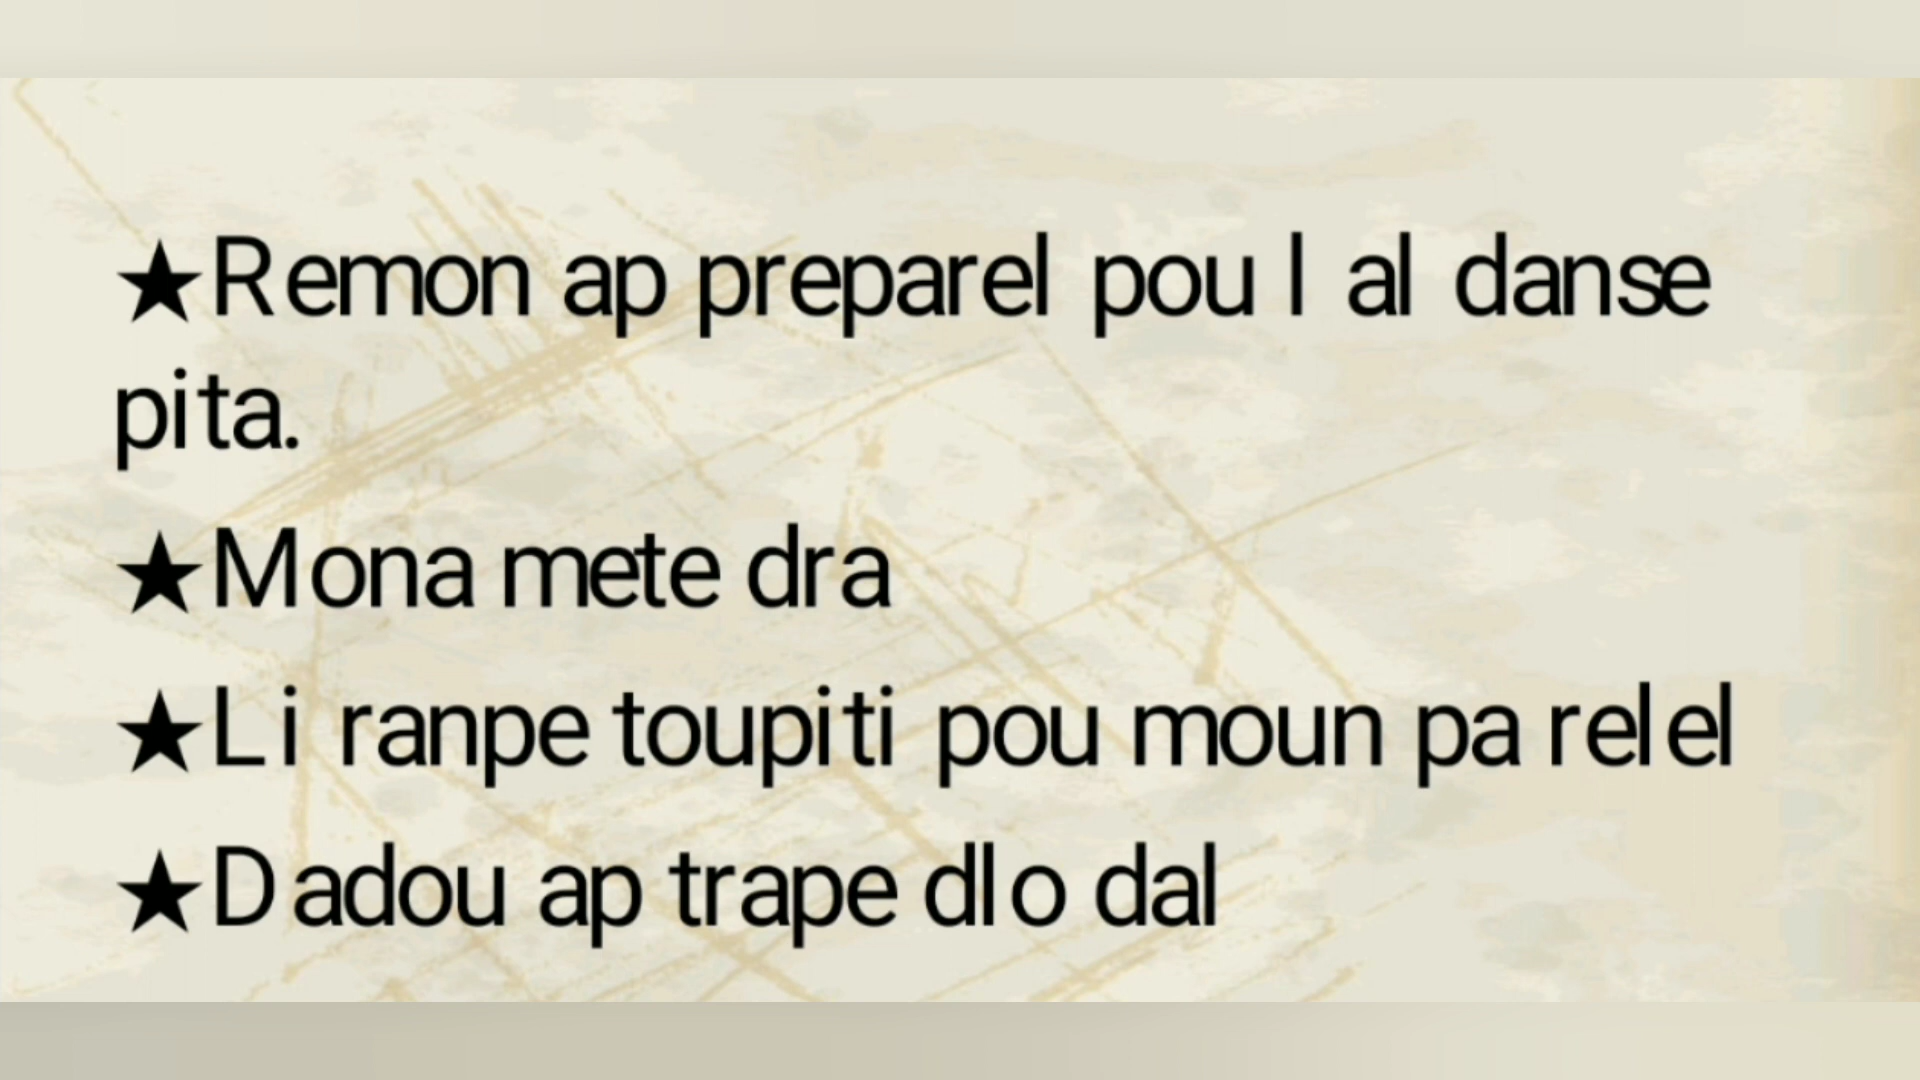 ★Remon ap preparel pou l al danse
pita.
★Mona mete dra
★Li ranpe toupiti pou moun pa relel
★Dadou ap trape dlo dal